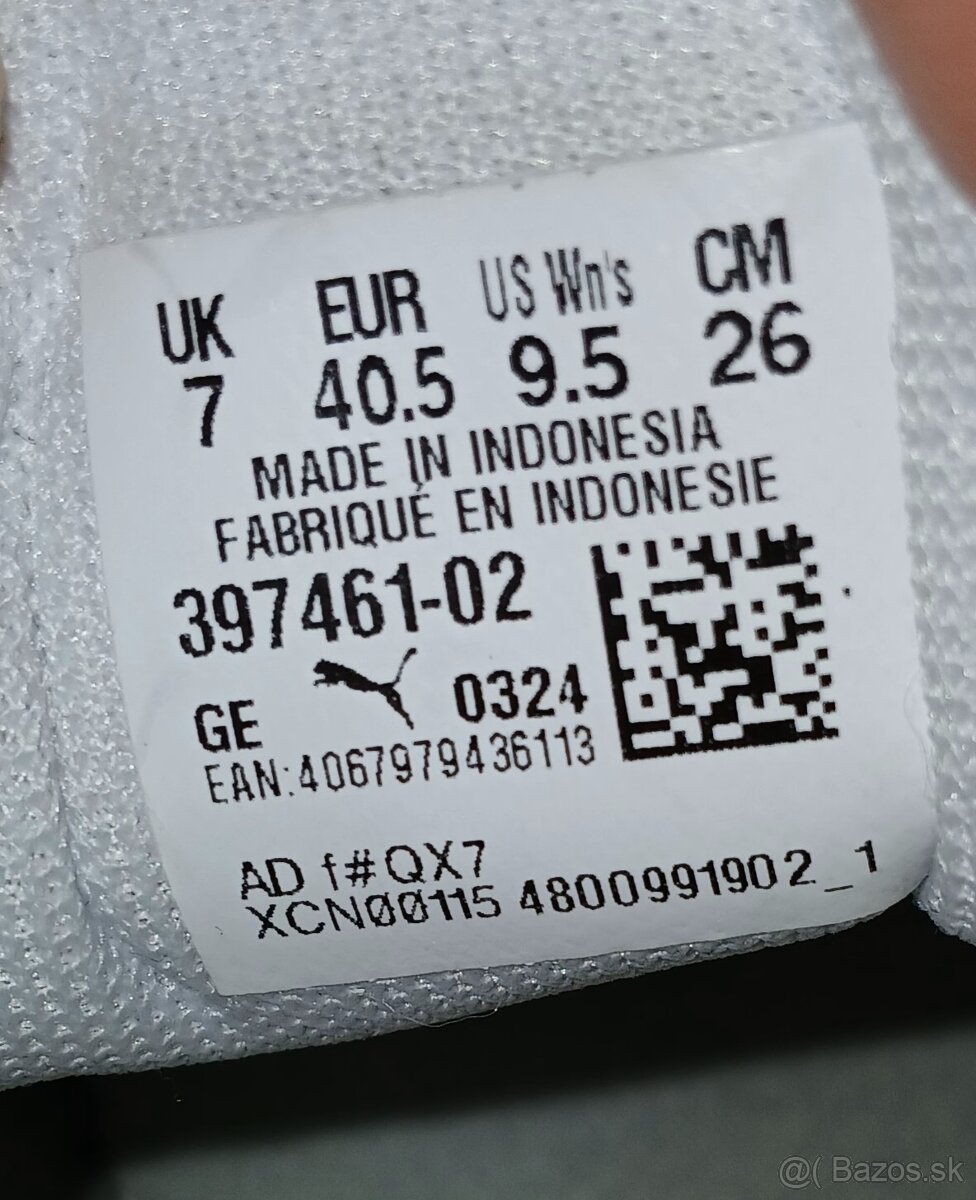 UK EUR US Wn's CM
7 40.5 9.5 26
MADE IN INDONESIA
FABRIQUÉ EN INDONESIE
397461-02
GE 0324
EAN:4067979436113
AD f#QX7
XCN00115 4800991902_1
@( Bazos.sk